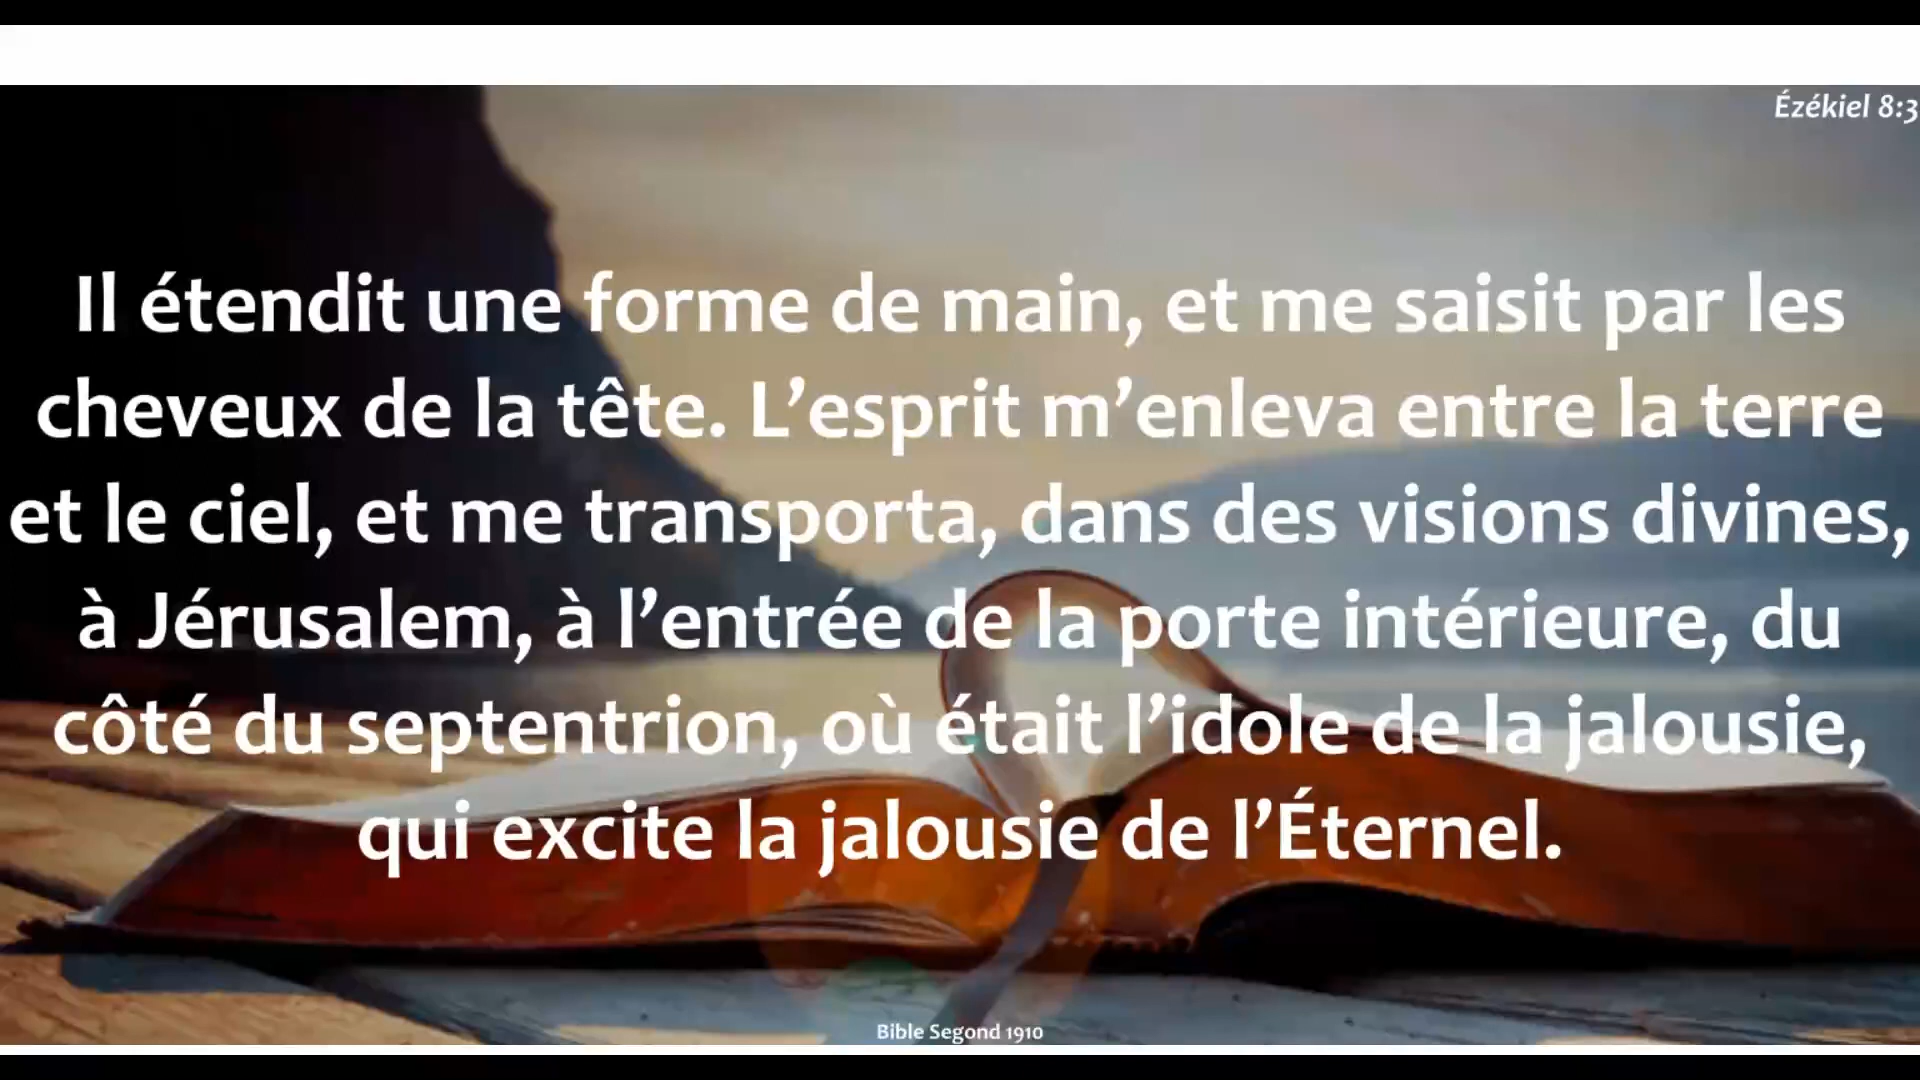 Ézékiel 8:3
Il étendit une forme de main, et me saisit par les
cheveux de la tête. L’esprit m’enleva entre la terre
et le ciel, et me transporta, dans des visions divines,
à Jérusalem, à l’entrée de la porte intérieure, du
côté du septentrion, où était l’idole de la jalousie,
qui excite la jalousie de l’Éternel.
Bible Segond 1910